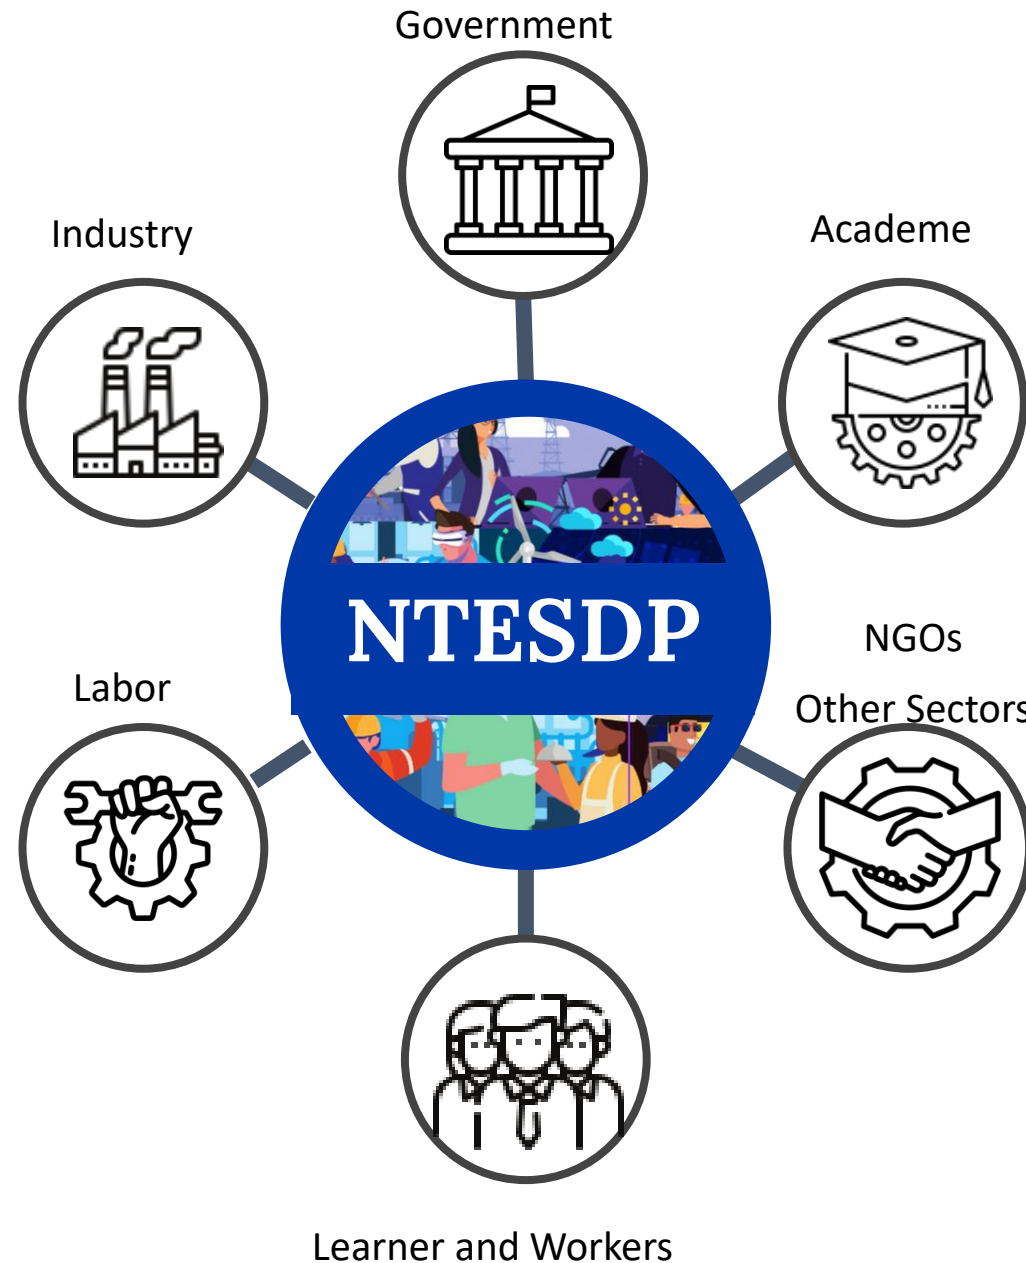 Government
Industry
Academe
NTESDP
Labor
NGOs
Other Sectors
Learner and Workers